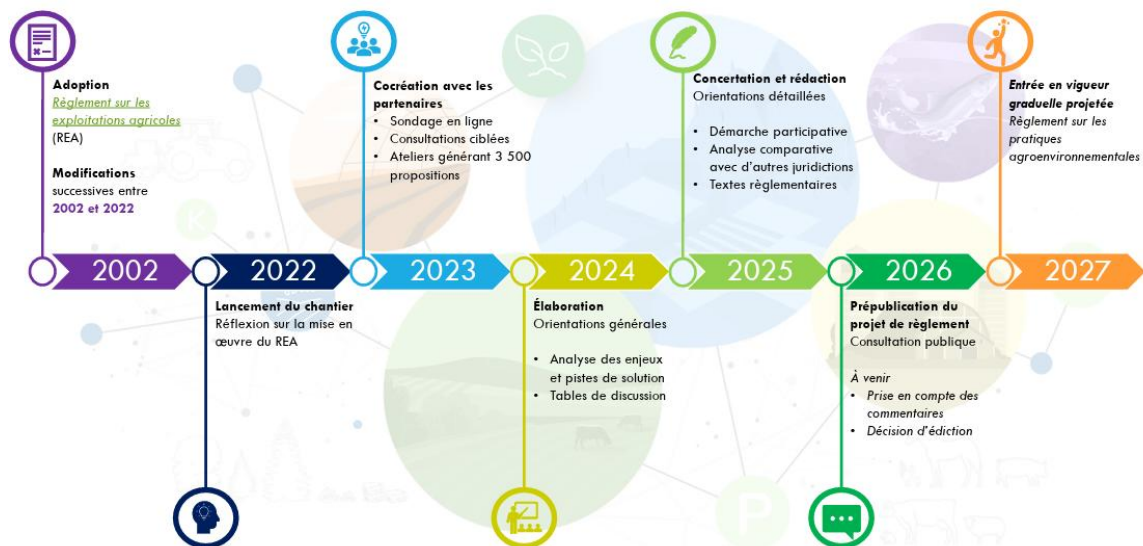 Adoption
Règlement sur les
exploitations agricoles
(REA)
Modifications
successives entre
2002 et 2022
Cocréation avec les
partenaires
• Sondage en ligne
• Consultations ciblées
• Ateliers générant 3 500
propositions
Concertation et rédaction
Orientations détaillées
• Démarche participative
• Analyse comparative
avec d'autres juridictions
• Textes règlementaires
Entrée en vigueur
graduelle projetée
Règlement sur les
pratiques
agroenvironnementales
K
2002
2022
2023
2024
2025
2026
2027
Lancement du chantier
Réflexion sur la mise en
œuvre du REA
Élaboration
Orientations générales
• Analyse des enjeux
et pistes de solution
• Tables de discussion
Prépublication du
projet de règlement
Consultation publique
À venir
• Prise en compte des
commentaires
• Décision d'édiction
P